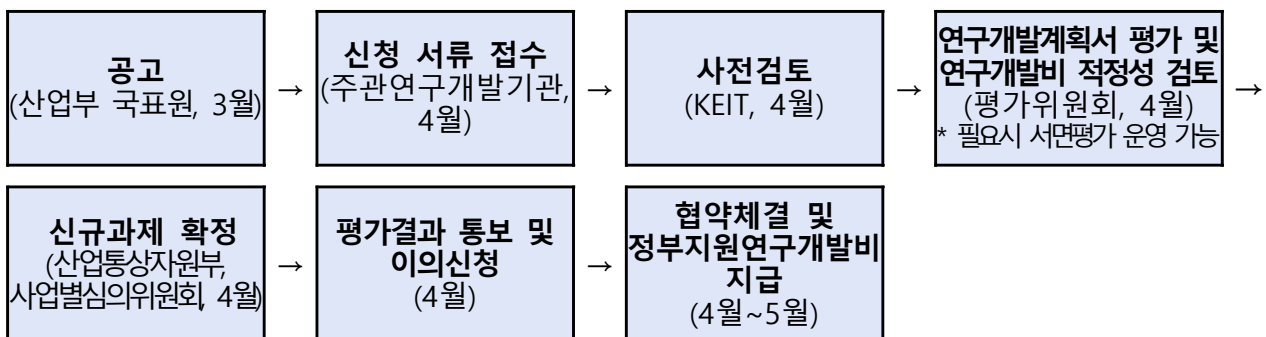 공고
(산업부 국표원, 3월)
→
신청 서류 접수
(주관연구개발기관,
4월)
→
사전검토
(KEIT, 4월)
→
연구개발계획서 평가 및
연구개발비 적정성 검토
(평가위원회, 4월)
* 필요시 서면평가 운영 가능
→
신규과제 확정
(산업통상자원부,
사업별심의위원회, 4월)
→
평가결과 통보 및
이의신청
(4월)
→
협약체결 및
정부지원연구개발비
지급
(4월~5월)